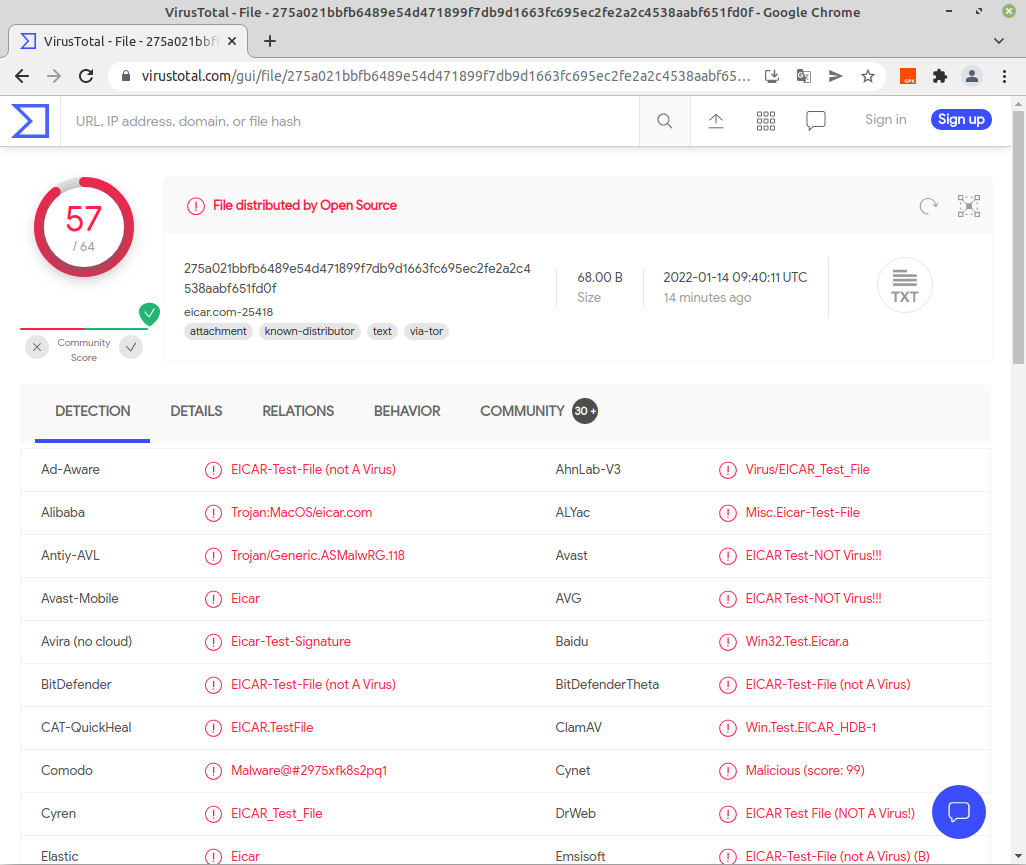 VirusTotal - File - 275a021bbfb6489e54d471899f7db9d1663fc695ec2fe2a2c4538aabf651fd0f - Google Chrome
VirusTotal - File - 275a021bbf
virustotal.com/gui/file/275a021bbfb6489e54d471899f7db9d1663fc695ec2fe2a2c4538aabf65…
URL, IP address, domain, or file hash
Sign in
Sign up
57
/ 64
Community
Score
File distributed by Open Source
275a021bbfb6489e54d471899f7db9d1663fc695ec2fe2a2c4
538aabf651fd0f
eicar.com-25418
attachment known-distributor text via-tor
68.00 B
Size
2022-01-14 09:40:11 UTC
14 minutes ago
TXT
DETECTION DETAILS RELATIONS BEHAVIOR COMMUNITY 30 +
Ad-Aware EICAR-Test-File (not A Virus) AhnLab-V3 Virus/EICAR_Test_File
Alibaba Trojan:MacOS/eicar.com ALYac Misc.Eicar-Test-File
Antiy-AVL Trojan/Generic.ASMalwRG.118 Avast EICAR Test-NOT Virus!!!
Avast-Mobile Eicar AVG EICAR Test-NOT Virus!!!
Avira (no cloud) Eicar-Test-Signature Baidu Win32.Test.Eicar.a
BitDefender EICAR-Test-File (not A Virus) BitDefenderTheta EICAR-Test-File (not A Virus)
CAT-QuickHeal EICAR.TestFile ClamAV Win.Test.EICAR_HDB-1
Comodo Malware@#2975xfk8s2pq1 Cynet Malicious (score: 99)
Cyren EICAR_Test_File DrWeb EICAR Test File (NOT A Virus!)
Elastic Eicar Emsisoft EICAR-Test-File (not A Virus) (B)